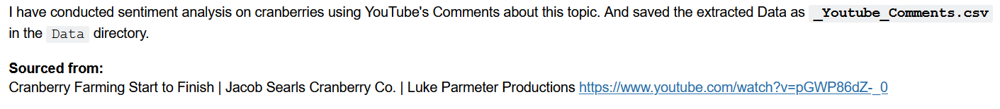 I have conducted sentiment analysis on cranberries using YouTube's Comments about this topic. And saved the extracted Data as _Youtube_Comments.csv
in the Data directory.
Sourced from:
Cranberry Farming Start to Finish | Jacob Searls Cranberry Co. | Luke Parmeter Productions https://www.youtube.com/watch?v=pGWP86dZ-_0